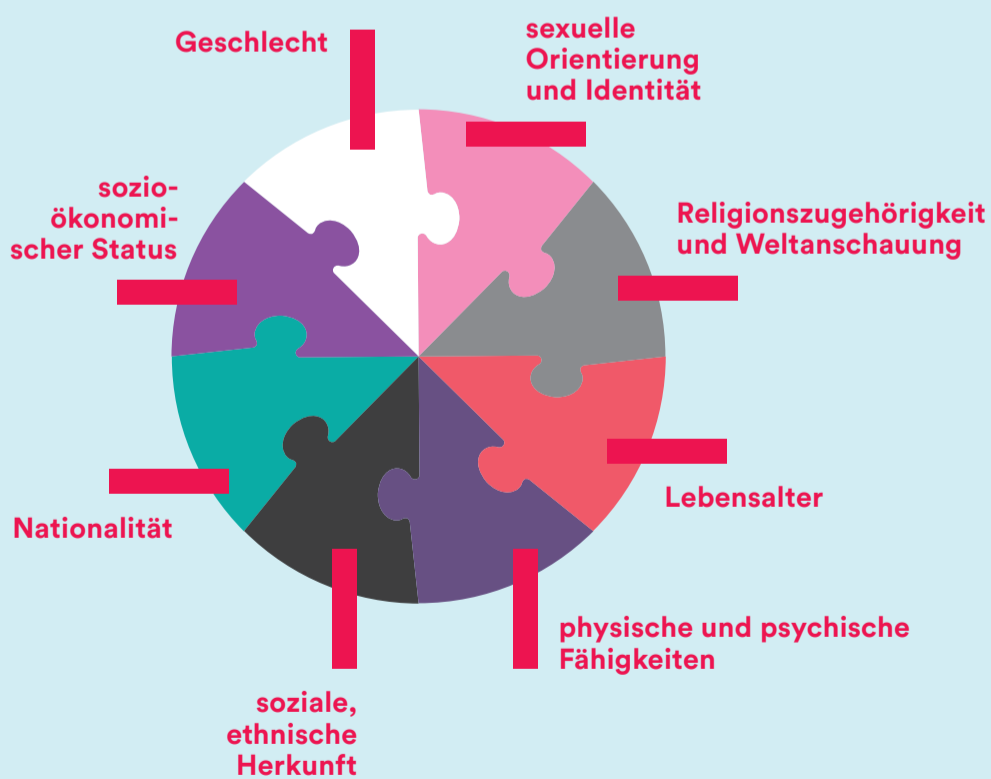 Geschlecht
sexuelle
Orientierung
und Identität
Religionszugehörigkeit
und Weltanschauung
Lebensalter
physische und psychische
Fähigkeiten
soziale,
ethnische
Herkunft
Nationalität
sozio-
ökonomi-
scher Status